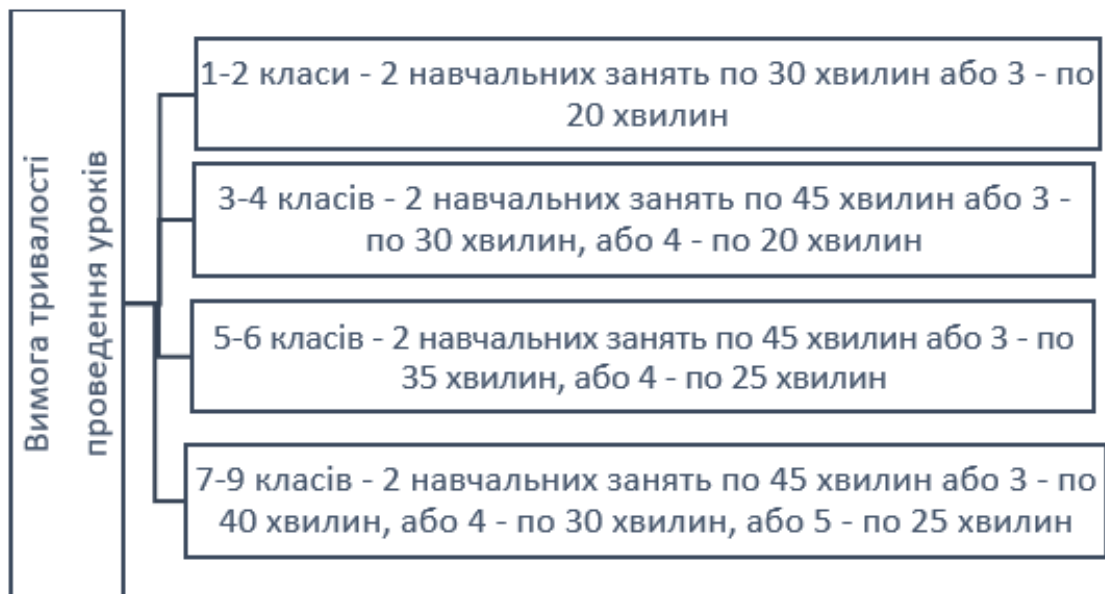 Вимога тривалості
проведення уроків
1-2 класи - 2 навчальних занять по 30 хвилин або 3 - по
20 хвилин
3-4 класів - 2 навчальних занять по 45 хвилин або 3 -
по 30 хвилин, або 4 - по 20 хвилин
5-6 класів - 2 навчальних занять по 45 хвилин або 3 - по
35 хвилин, або 4 - по 25 хвилин
7-9 класів - 2 навчальних занять по 45 хвилин або 3 - по
40 хвилин, або 4 - по 30 хвилин, або 5 - по 25 хвилин